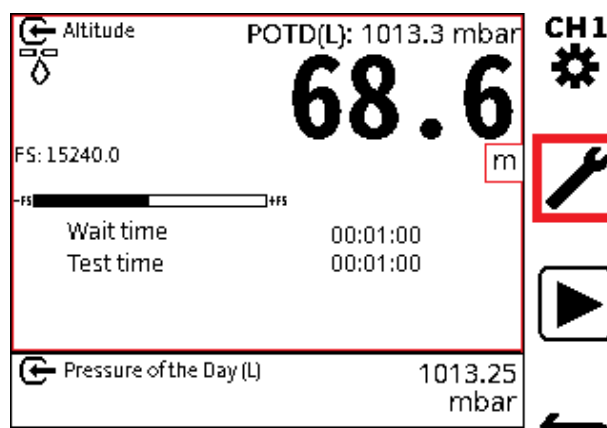 Altitude
POTD(L): 1013.3 mbar
CH1
68.6
FS: 15240.0
m
-FS
+FS
Wait time 00:01:00
Test time 00:01:00
Pressure of the Day (L) 1013.25
mbar